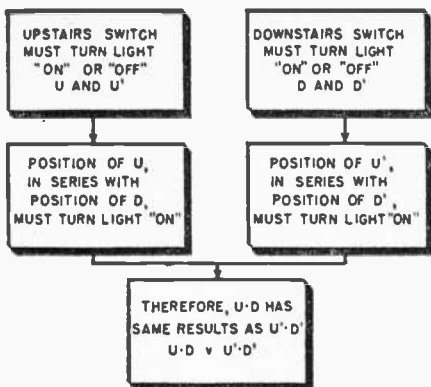 UPSTAIRS SWITCH
MUST TURN LIGHT
"ON" OR "OFF"
U AND U'
DOWNSTAIRS SWITCH
MUST TURN LIGHT
"ON" OR "OFF"
D AND D'
POSITION OF U,
IN SERIES WITH
POSITION OF D,
MUST TURN LIGHT "ON"
POSITION OF U',
IN SERIES WITH
POSITION OF D',
MUST TURN LIGHT "ON"
THEREFORE, U·D HAS
SAME RESULTS AS U'·D'
U·D v U'·D'